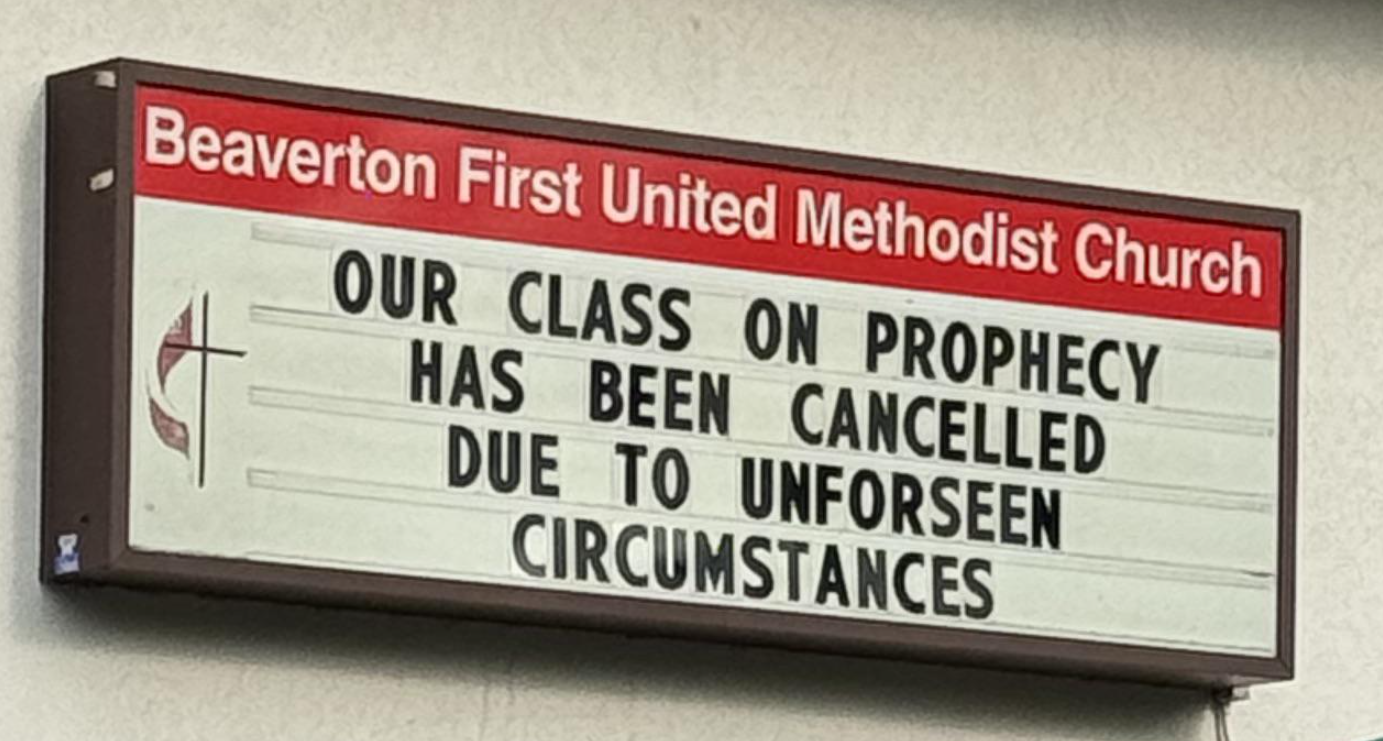 Beaverton First United Methodist Church
OUR CLASS ON PROPHECY
HAS BEEN CANCELLED
DUE TO UNFORSEEN
CIRCUMSTANCES